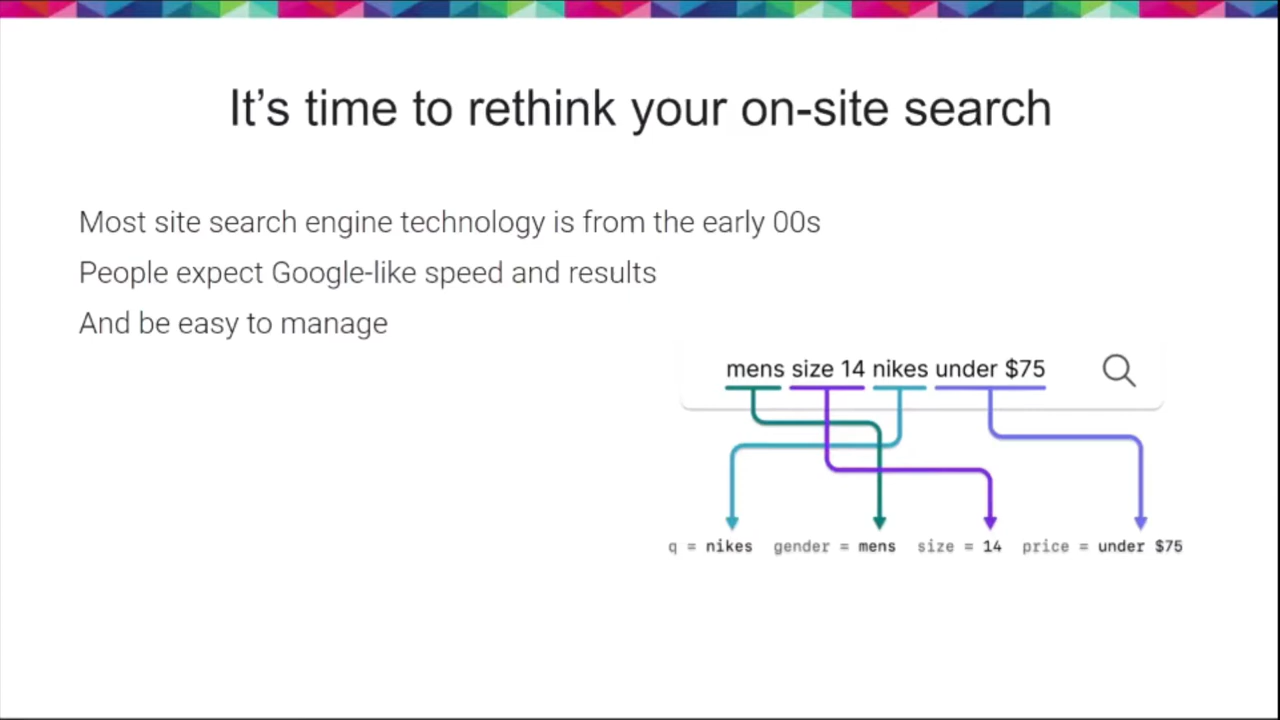 It’s time to rethink your on-site search
Most site search engine technology is from the early 00s
People expect Google-like speed and results
And be easy to manage
mens size 14 nikes under $75
q = nikes gender = mens size = 14 price = under $75